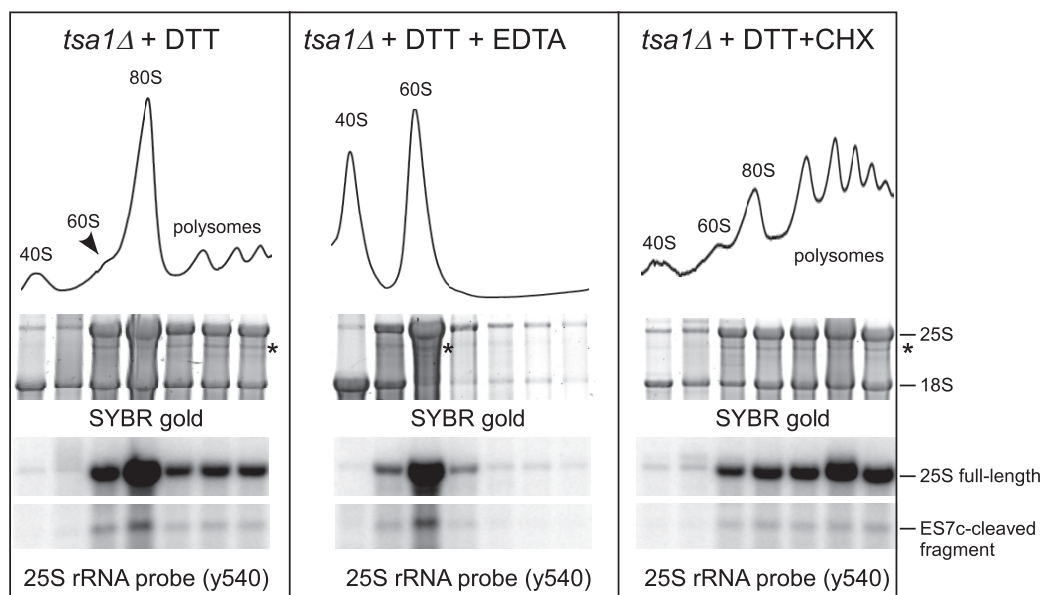 tsa1Δ + DTT
80S
60S
40S
polysomes
*
SYBR gold
25S rRNA probe (y540)
tsa1Δ + DTT + EDTA
60S
40S
*
SYBR gold
25S rRNA probe (y540)
tsa1Δ + DTT+CHX
80S
60S
40S
polysomes
25S
*
18S
SYBR gold
25S full-length
ES7c-cleaved
fragment
25S rRNA probe (y540)